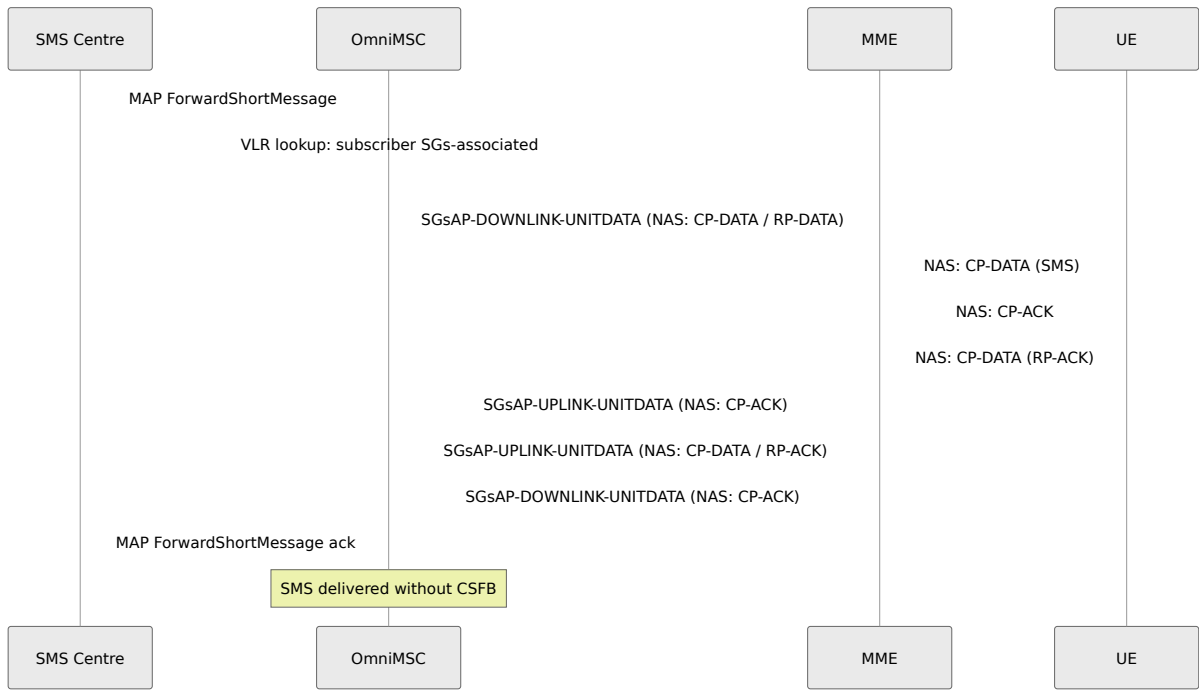 SMS Centre
OmniMSC
MME
UE
MAP ForwardShortMessage
VLR lookup: subscriber SGs-associated
SGsAP-DOWNLINK-UNITDATA (NAS: CP-DATA / RP-DATA)
NAS: CP-DATA (SMS)
NAS: CP-ACK
NAS: CP-DATA (RP-ACK)
SGsAP-UPLINK-UNITDATA (NAS: CP-ACK)
SGsAP-UPLINK-UNITDATA (NAS: CP-DATA / RP-ACK)
SGsAP-DOWNLINK-UNITDATA (NAS: CP-ACK)
MAP ForwardShortMessage ack
SMS delivered without CSFB
SMS Centre
OmniMSC
MME
UE